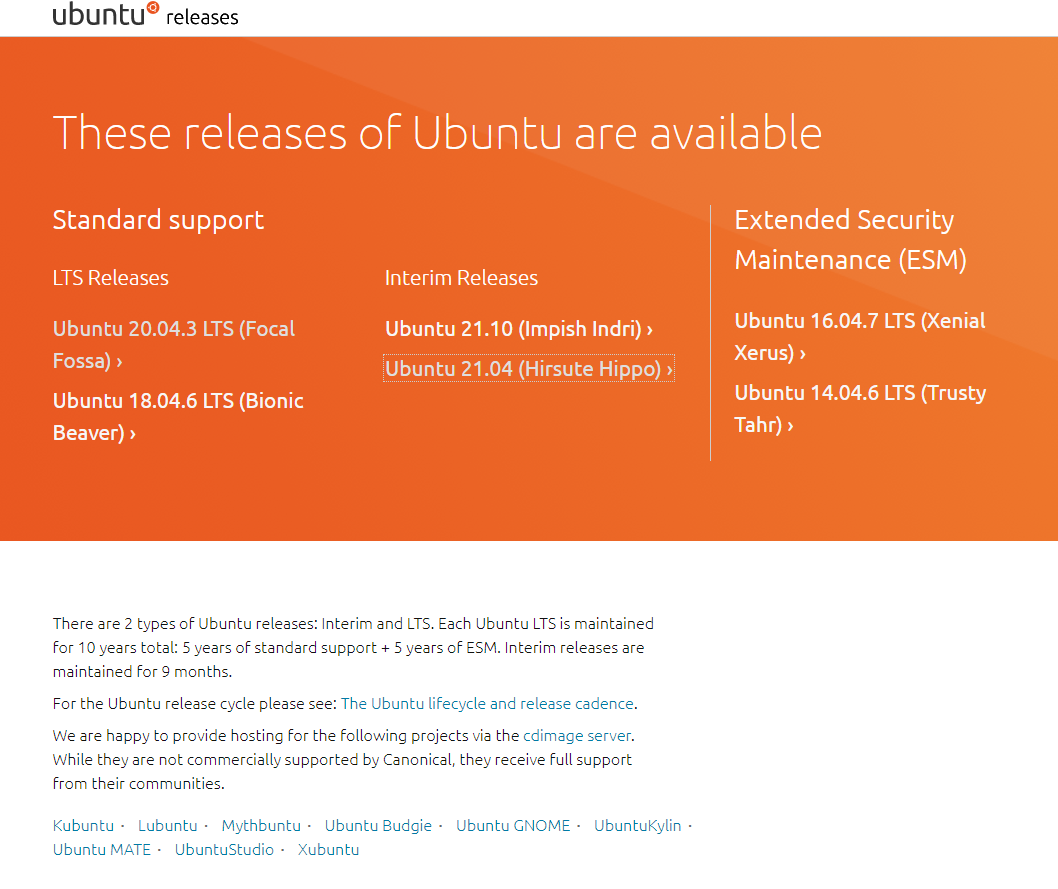 ubuntu releases
These releases of Ubuntu are available
Standard support
LTS Releases
Ubuntu 20.04.3 LTS (Focal
Fossa) ›
Ubuntu 18.04.6 LTS (Bionic
Beaver) ›
Interim Releases
Ubuntu 21.10 (Impish Indri) ›
Ubuntu 21.04 (Hirsute Hippo) ›
Extended Security
Maintenance (ESM)
Ubuntu 16.04.7 LTS (Xenial
Xerus) ›
Ubuntu 14.04.6 LTS (Trusty
Tahr) ›
There are 2 types of Ubuntu releases: Interim and LTS. Each Ubuntu LTS is maintained
for 10 years total: 5 years of standard support + 5 years of ESM. Interim releases are
maintained for 9 months.
For the Ubuntu release cycle please see: The Ubuntu lifecycle and release cadence.
We are happy to provide hosting for the following projects via the cdimage server.
While they are not commercially supported by Canonical, they receive full support
from their communities.
Kubuntu · Lubuntu · Mythbuntu · Ubuntu Budgie · Ubuntu GNOME · UbuntuKylin ·
Ubuntu MATE · UbuntuStudio · Xubuntu